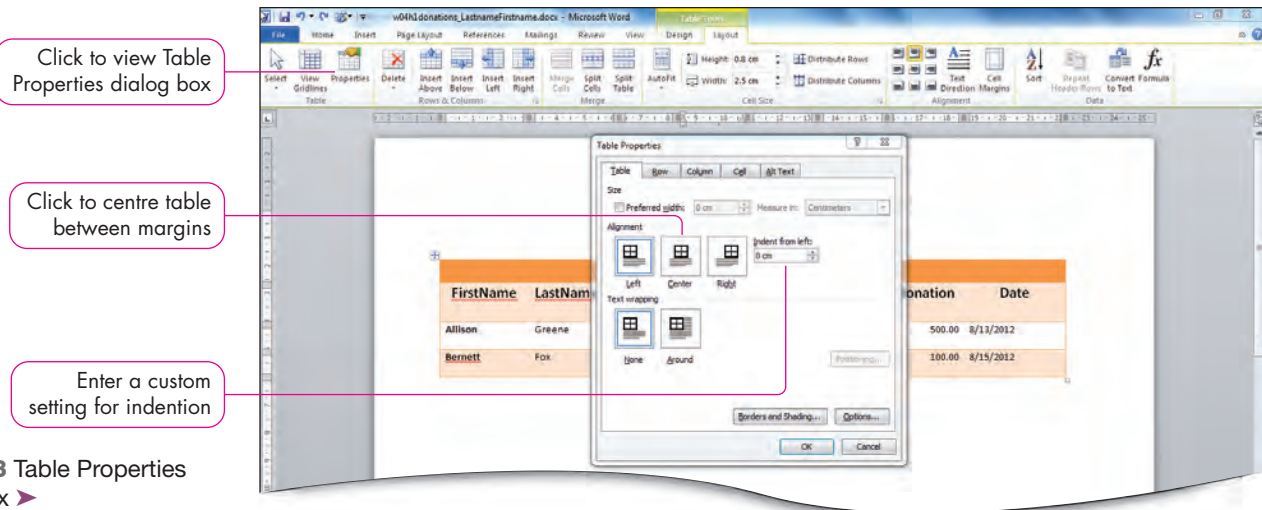 w04h1donations_LastnameFirstname.docx - Microsoft Word
Table Tools
File Home Insert Page Layout References Mailings Review View Design Layout
Click to view Table
Properties dialog box
Select View Gridlines Properties Delete Insert Above Insert Below Insert Left Insert Right Merge Cells Split Cells Split Table AutoFit Height: 0.8 cm Width: 2.5 cm Distribute Rows Distribute Columns Text Direction Cell Margins Sort Repeat Header Rows Convert to Text Formula
Table Rows & Columns Merge Cell Size Alignment Data
Table Properties
Table Row Column Cell Alt Text
Size
Preferred width: 0 cm Measure in: Centimeters
Click to centre table
between margins
Alignment
Indent from left:
0 cm
Left Center Right
Text wrapping
None Around
Positioning...
FirstName LastNam onation Date
Allison Greene 500.00 8/13/2012
Bernett Fox 100.00 8/15/2012
Enter a custom
setting for indention
Borders and Shading... Options...
OK Cancel
Table Properties
x ➤